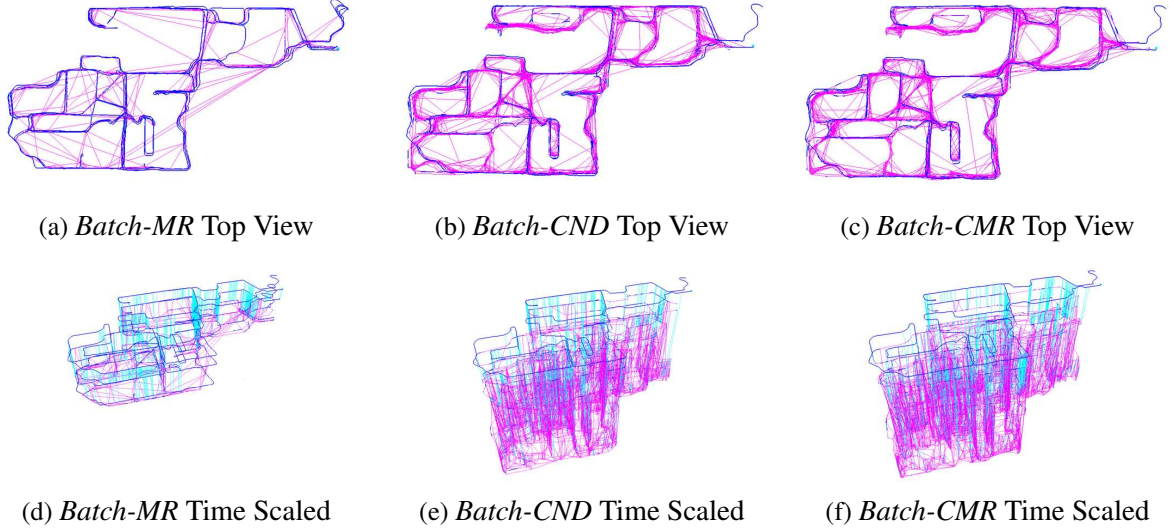 (a) Batch-MR Top View
(b) Batch-CND Top View
(c) Batch-CMR Top View
(d) Batch-MR Time Scaled
(e) Batch-CND Time Scaled
(f) Batch-CMR Time Scaled